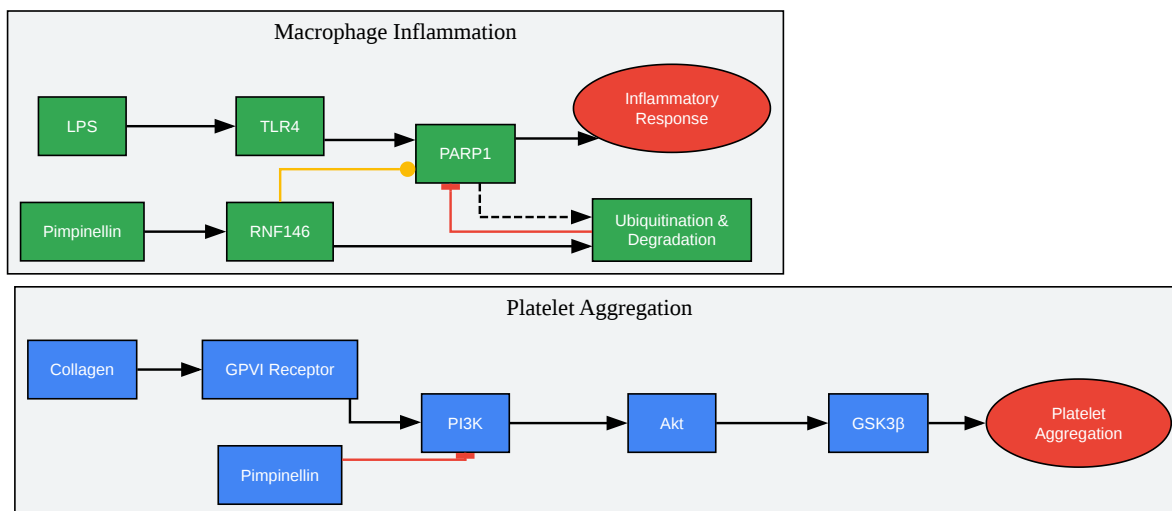 Macrophage Inflammation
Inflammatory
Response
LPS
TLR4
PARP1
Pimpinellin
RNF146
Ubiquitination &
Degradation
Platelet Aggregation
Collagen
GPVI Receptor
PI3K
Akt
GSK3β
Platelet
Aggregation
Pimpinellin